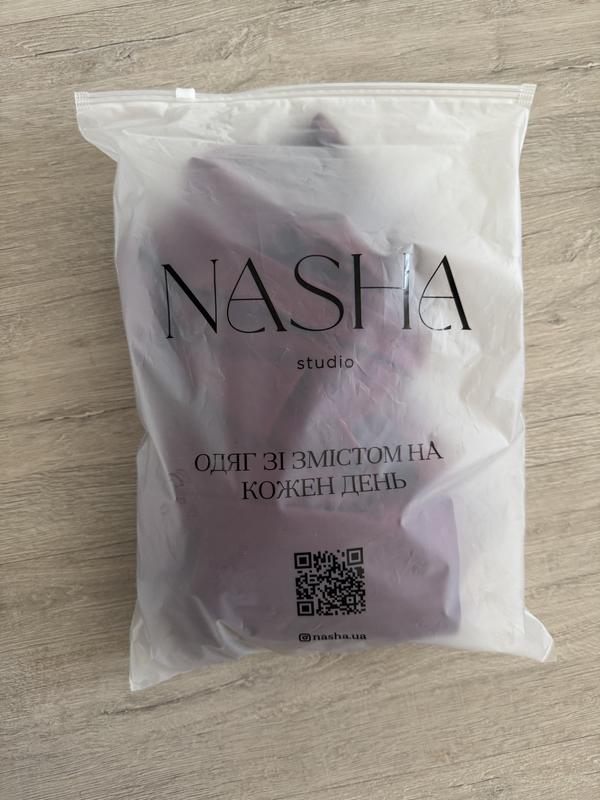 NASHA
studio
ОДЯГ ЗІ ЗМІСТОМ НА
КОЖЕН ДЕНЬ
nasha.ua